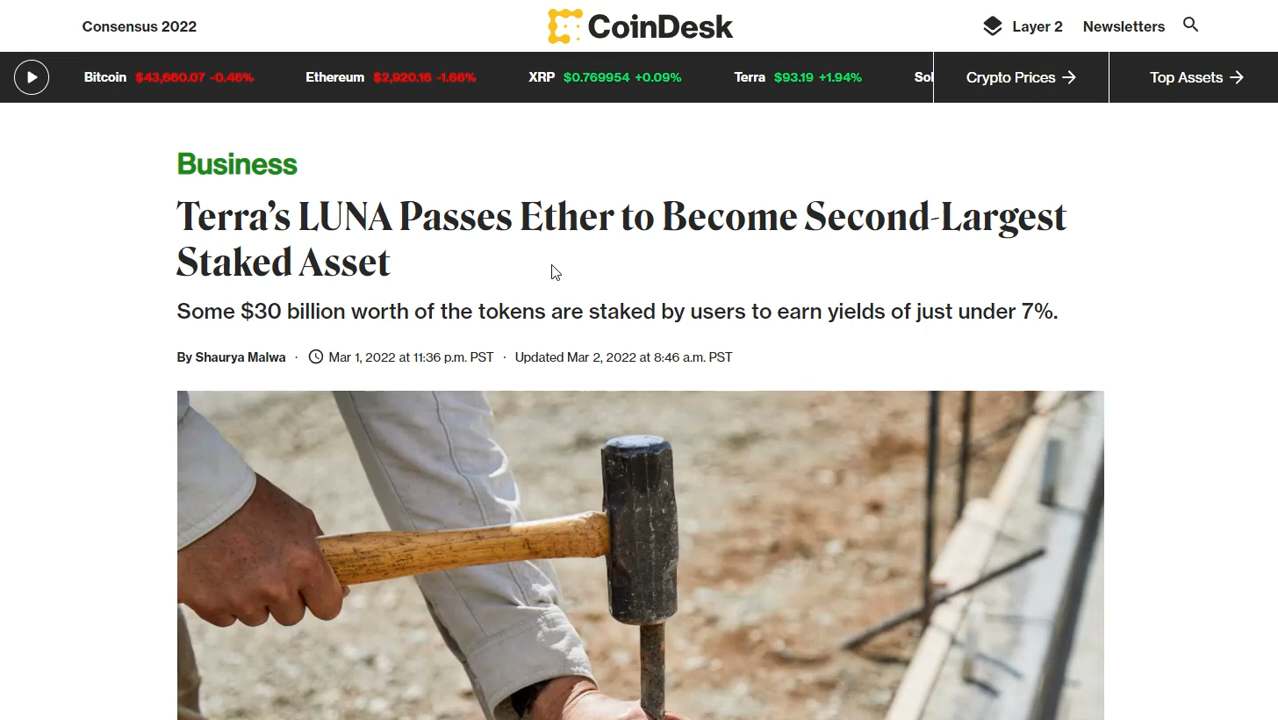 Consensus 2022
CoinDesk
Layer 2
Newsletters
Bitcoin $43,660.07 -0.46%
Ethereum $2,920.16 -1.66%
XRP $0.769954 +0.09%
Terra $93.19 +1.94%
Sol
Crypto Prices →
Top Assets →
Business
Terra's LUNA Passes Ether to Become Second-Largest
Staked Asset
Some $30 billion worth of the tokens are staked by users to earn yields of just under 7%.
By Shaurya Malwa · Mar 1, 2022 at 11:36 p.m. PST · Updated Mar 2, 2022 at 8:46 a.m. PST